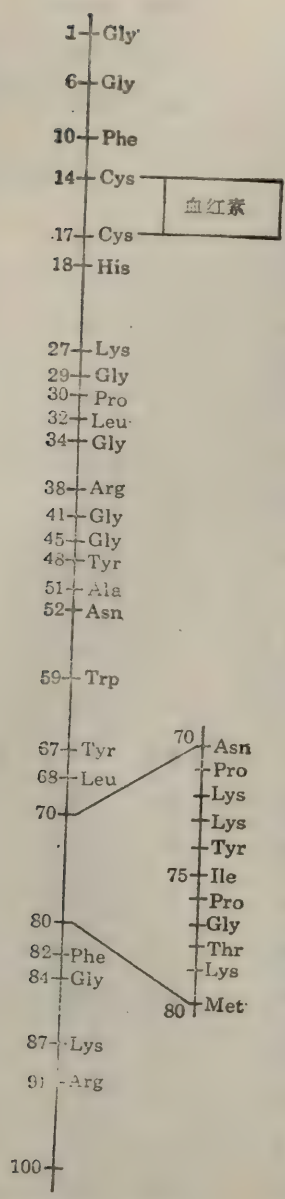 1 Gly
6 Gly
10 Phe
14 Cys
血红素
17 Cys
18 His
27 Lys
29 Gly
30 Pro
32 Leu
34 Gly
38 Arg
41 Gly
45 Gly
48 Tyr
51 Ala
52 Asn
59 Trp
67 Tyr
68 Leu
70
80
82 Phe
84 Gly
87 Lys
91 Arg
100
70 Asn
Pro
Lys
Lys
Tyr
75 Ile
Pro
Gly
Thr
Lys
80 Met